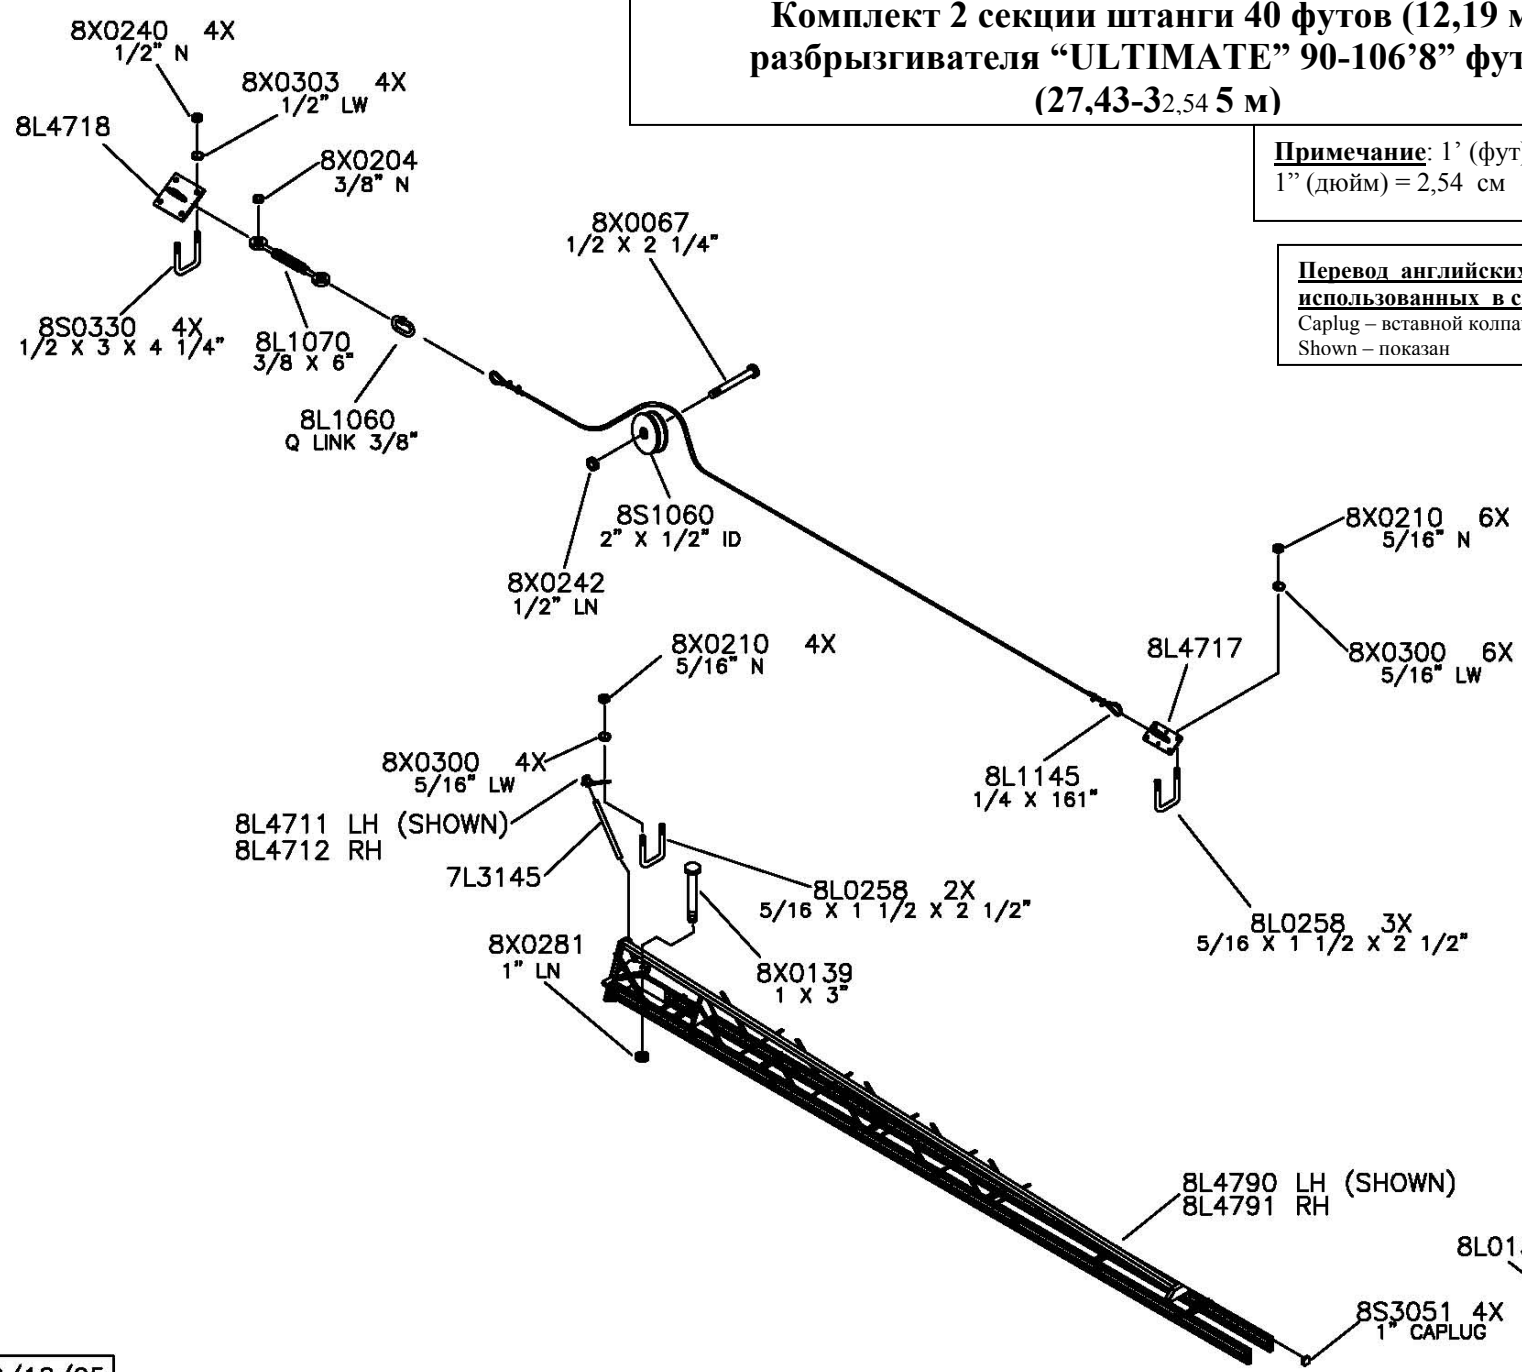 Комплект 2 секции штанги 40 футов (12,19 м
разбрызгивателя “ULTIMATE” 90-106’8” фут
(27,43-32,54 5 м)
Примечание: 1’ (фут)
1” (дюйм) = 2,54 см
Перевод английских
использованных в с
Caplug – вставной колпа
Shown – показан
8X0240 4X
1/2" N
8X0303 4X
1/2" LW
8L4718
8X0204
3/8" N
8X0067
1/2 X 2 1/4"
8S0330 4X
1/2 X 3 X 4 1/4"
8L1070
3/8 X 6"
8L1060
Q LINK 3/8"
8S1060
2" X 1/2" ID
8X0242
1/2" LN
8X0210 6X
5/16" N
8X0210 4X
5/16" N
8L4717
8X0300 6X
5/16" LW
8X0300 4X
5/16" LW
8L1145
1/4 X 161"
8L4711 LH (SHOWN)
8L4712 RH
7L3145
8L0258 2X
5/16 X 1 1/2 X 2 1/2"
8L0258 3X
5/16 X 1 1/2 X 2 1/2"
8X0281
1" LN
8X0139
1 X 3"
8L4790 LH (SHOWN)
8L4791 RH
8L01
8S3051 4X
1" CAPLUG